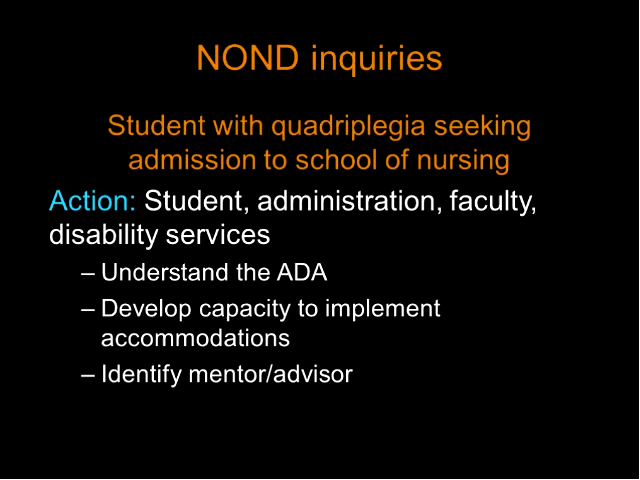 NOND inquiries
Student with quadriplegia seeking
admission to school of nursing
Action: Student, administration, faculty,
disability services
– Understand the ADA
– Develop capacity to implement
accommodations
– Identify mentor/advisor